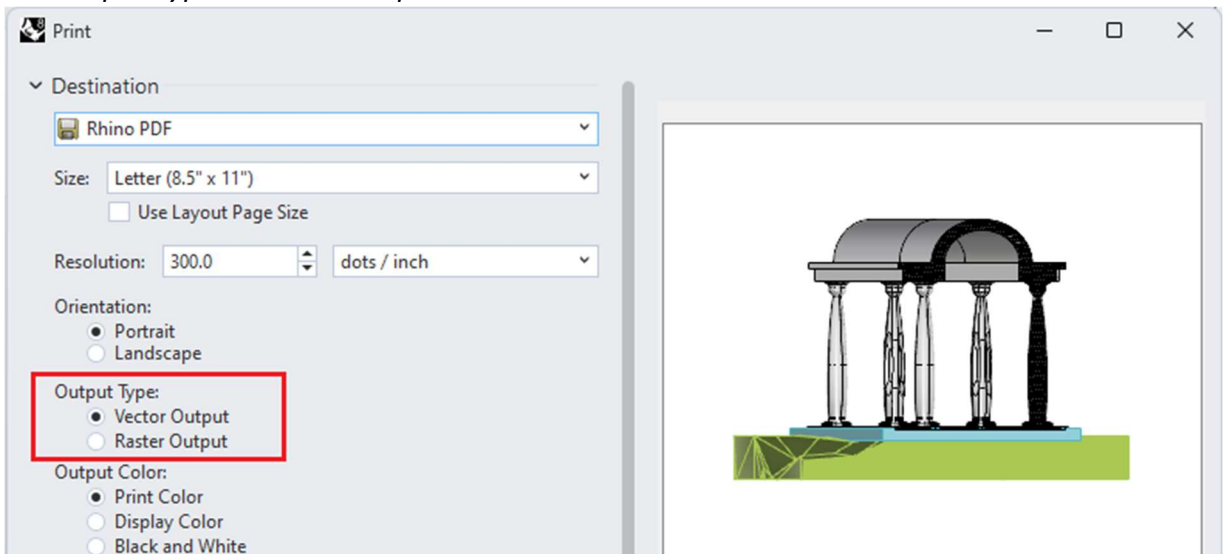 Print
Destination
Rhino PDF
Size: Letter (8.5" x 11")
Use Layout Page Size
Resolution: 300.0 dots / inch
Orientation:
Portrait
Landscape
Output Type:
Vector Output
Raster Output
Output Color:
Print Color
Display Color
Black and White